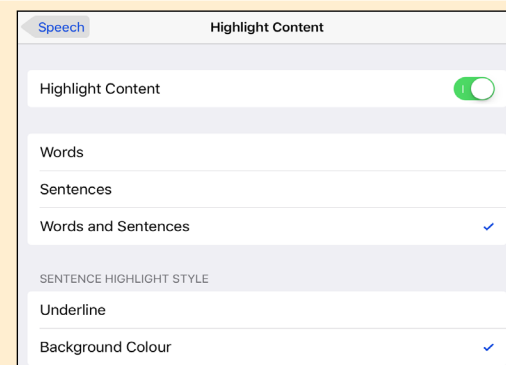 Speech
Highlight Content
Highlight Content
Words
Sentences
Words and Sentences
SENTENCE HIGHLIGHT STYLE
Underline
Background Colour